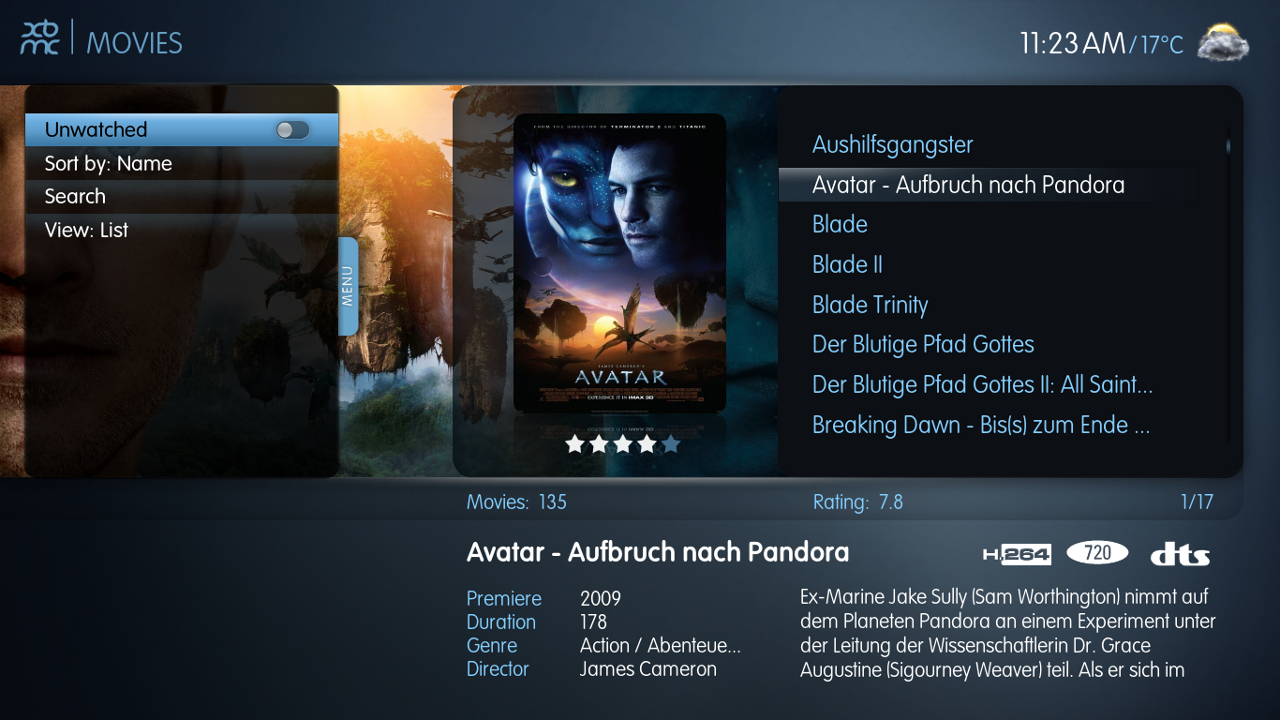 xbmc
MOVIES
11:23 AM / 17°C
Unwatched
Sort by: Name
Search
View: List
MENU
FROM THE DIRECTOR OF TERMINATOR 2 AND TITANIC
JAMES CAMERON'S
AVATAR
EXPERIENCE IT IN IMAX 3D
Aushilfsgangster
Avatar - Aufbruch nach Pandora
Blade
Blade II
Blade Trinity
Der Blutige Pfad Gottes
Der Blutige Pfad Gottes II: All Saint...
Breaking Dawn - Bis(s) zum Ende ...
Movies: 135
Rating: 7.8
1/17
Avatar - Aufbruch nach Pandora
H.264
720
dts
Premiere 2009
Duration 178
Genre Action / Abenteue...
Director James Cameron
Ex-Marine Jake Sully (Sam Worthington) nimmt auf
dem Planeten Pandora an einem Experiment unter
der Leitung der Wissenschaftlerin Dr. Grace
Augustine (Sigourney Weaver) teil. Als er sich im